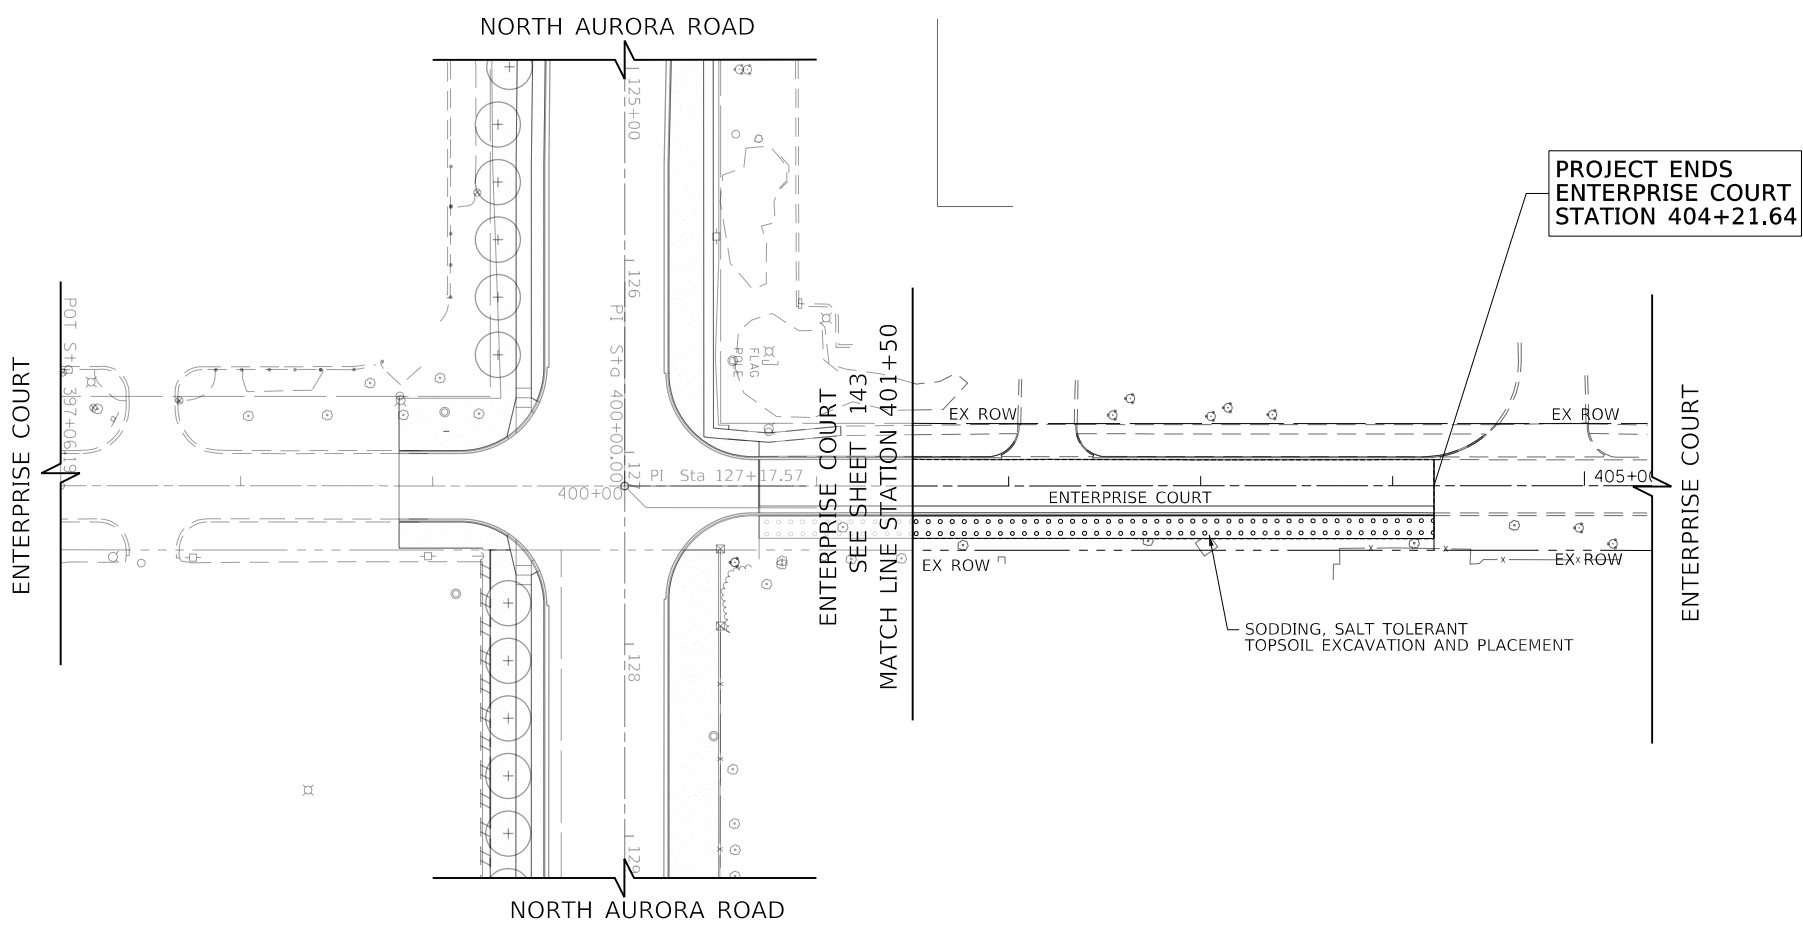 NORTH AURORA ROAD
125+00
126
PI Sta 400+00.00
127
PI Sta 127+17.57
400+00
128
129
NORTH AURORA ROAD
ENTERPRISE COURT
POT Sta 397+06.19
FLAG
POLE
ENTERPRISE COURT
SEE SHEET 143
MATCH LINE STATION 401+50
EX ROW
EX ROW
ENTERPRISE COURT
405+00
EX ROW
EX ROW
SODDING, SALT TOLERANT
TOPSOIL EXCAVATION AND PLACEMENT
PROJECT ENDS
ENTERPRISE COURT
STATION 404+21.64
ENTERPRISE COURT